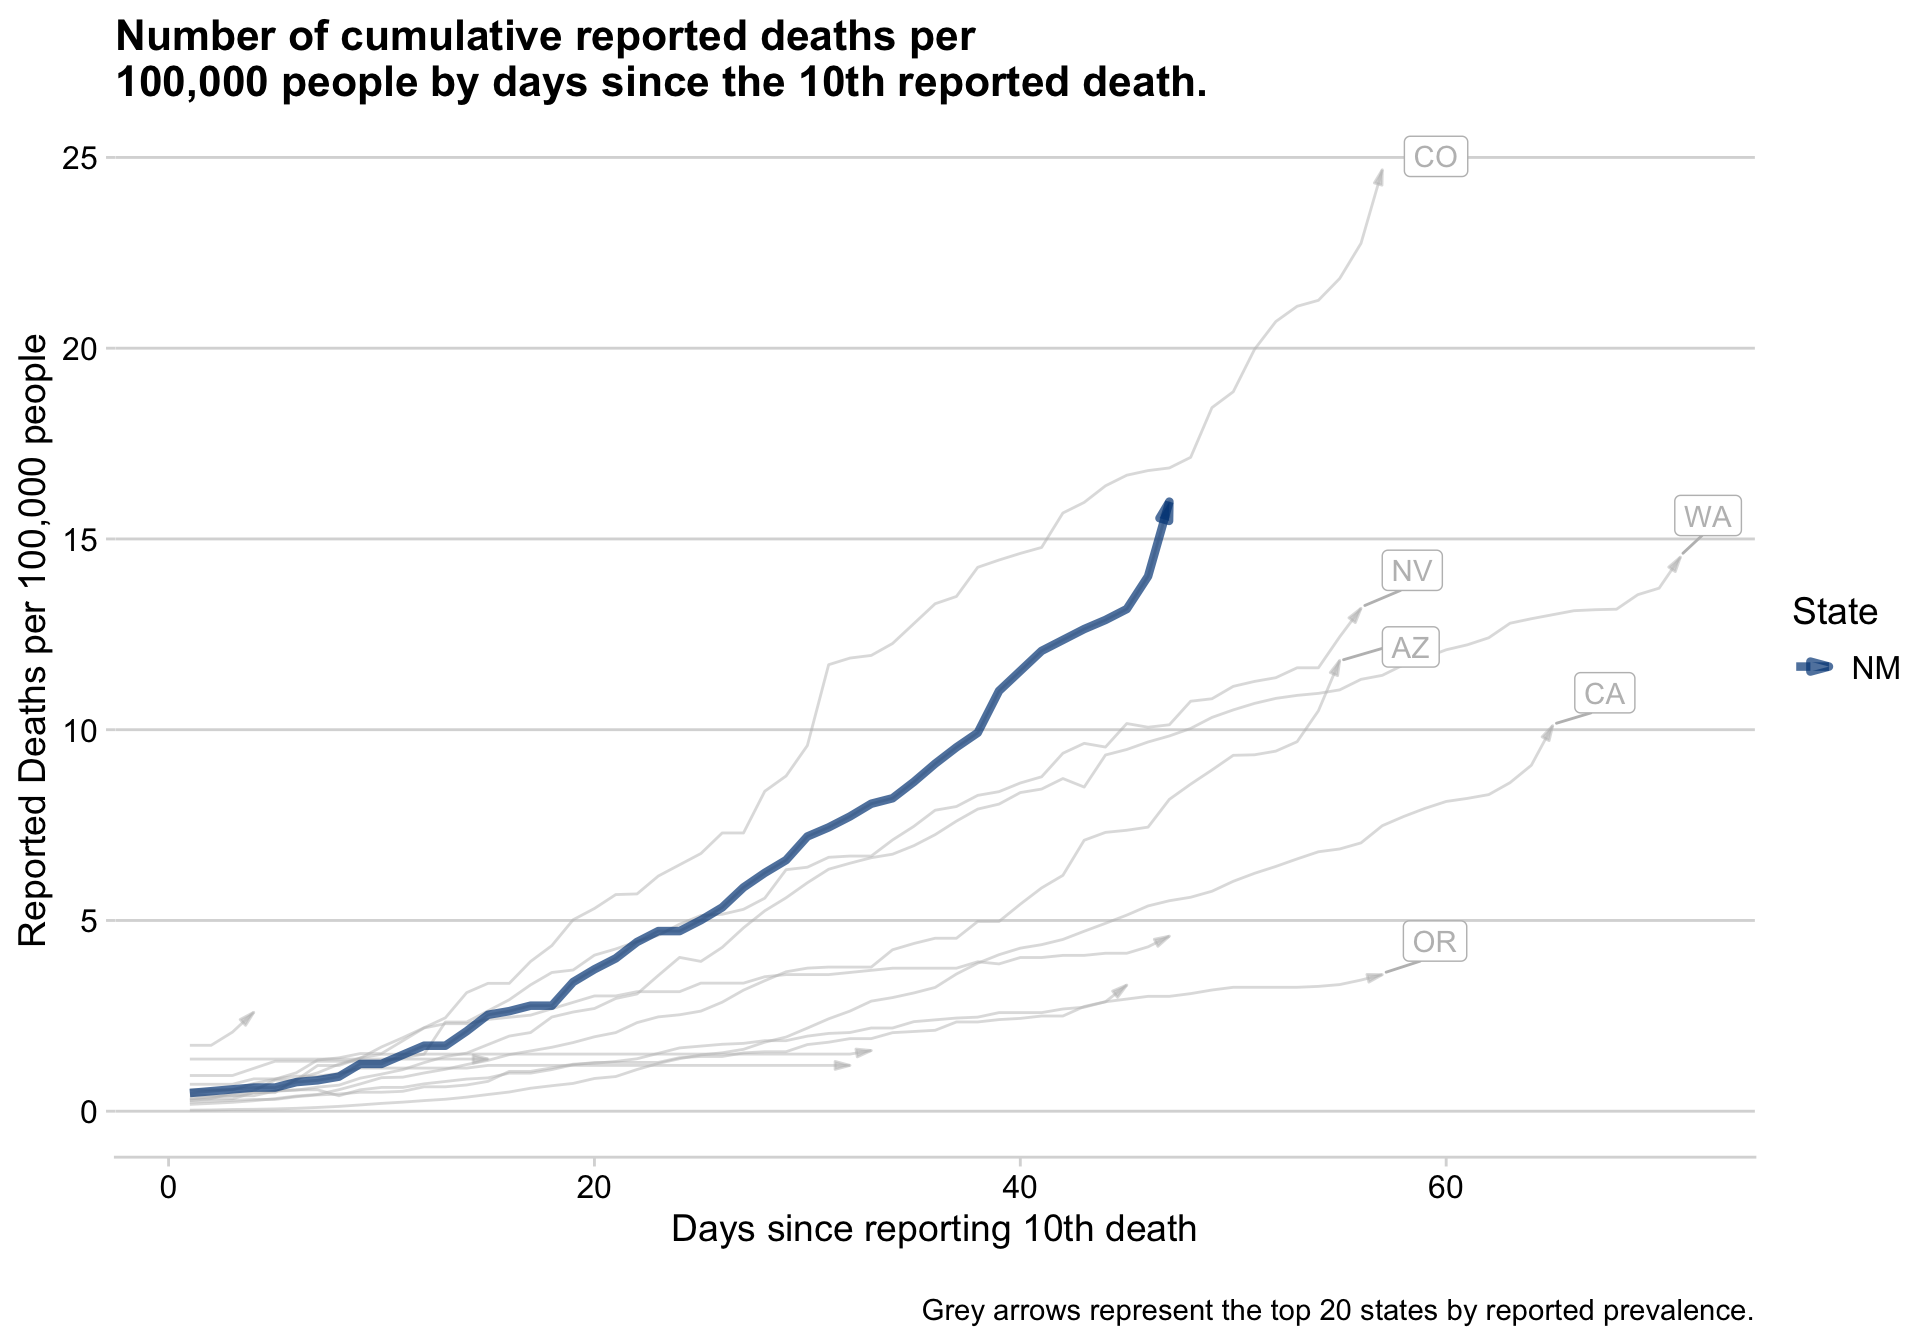 Number of cumulative reported deaths per
100,000 people by days since the 10th reported death.
Reported Deaths per 100,000 people
25
20
15
10
5
0
CO
WA
NV
AZ
CA
OR
State
NM
0
20
40
60
Days since reporting 10th death
Grey arrows represent the top 20 states by reported prevalence.